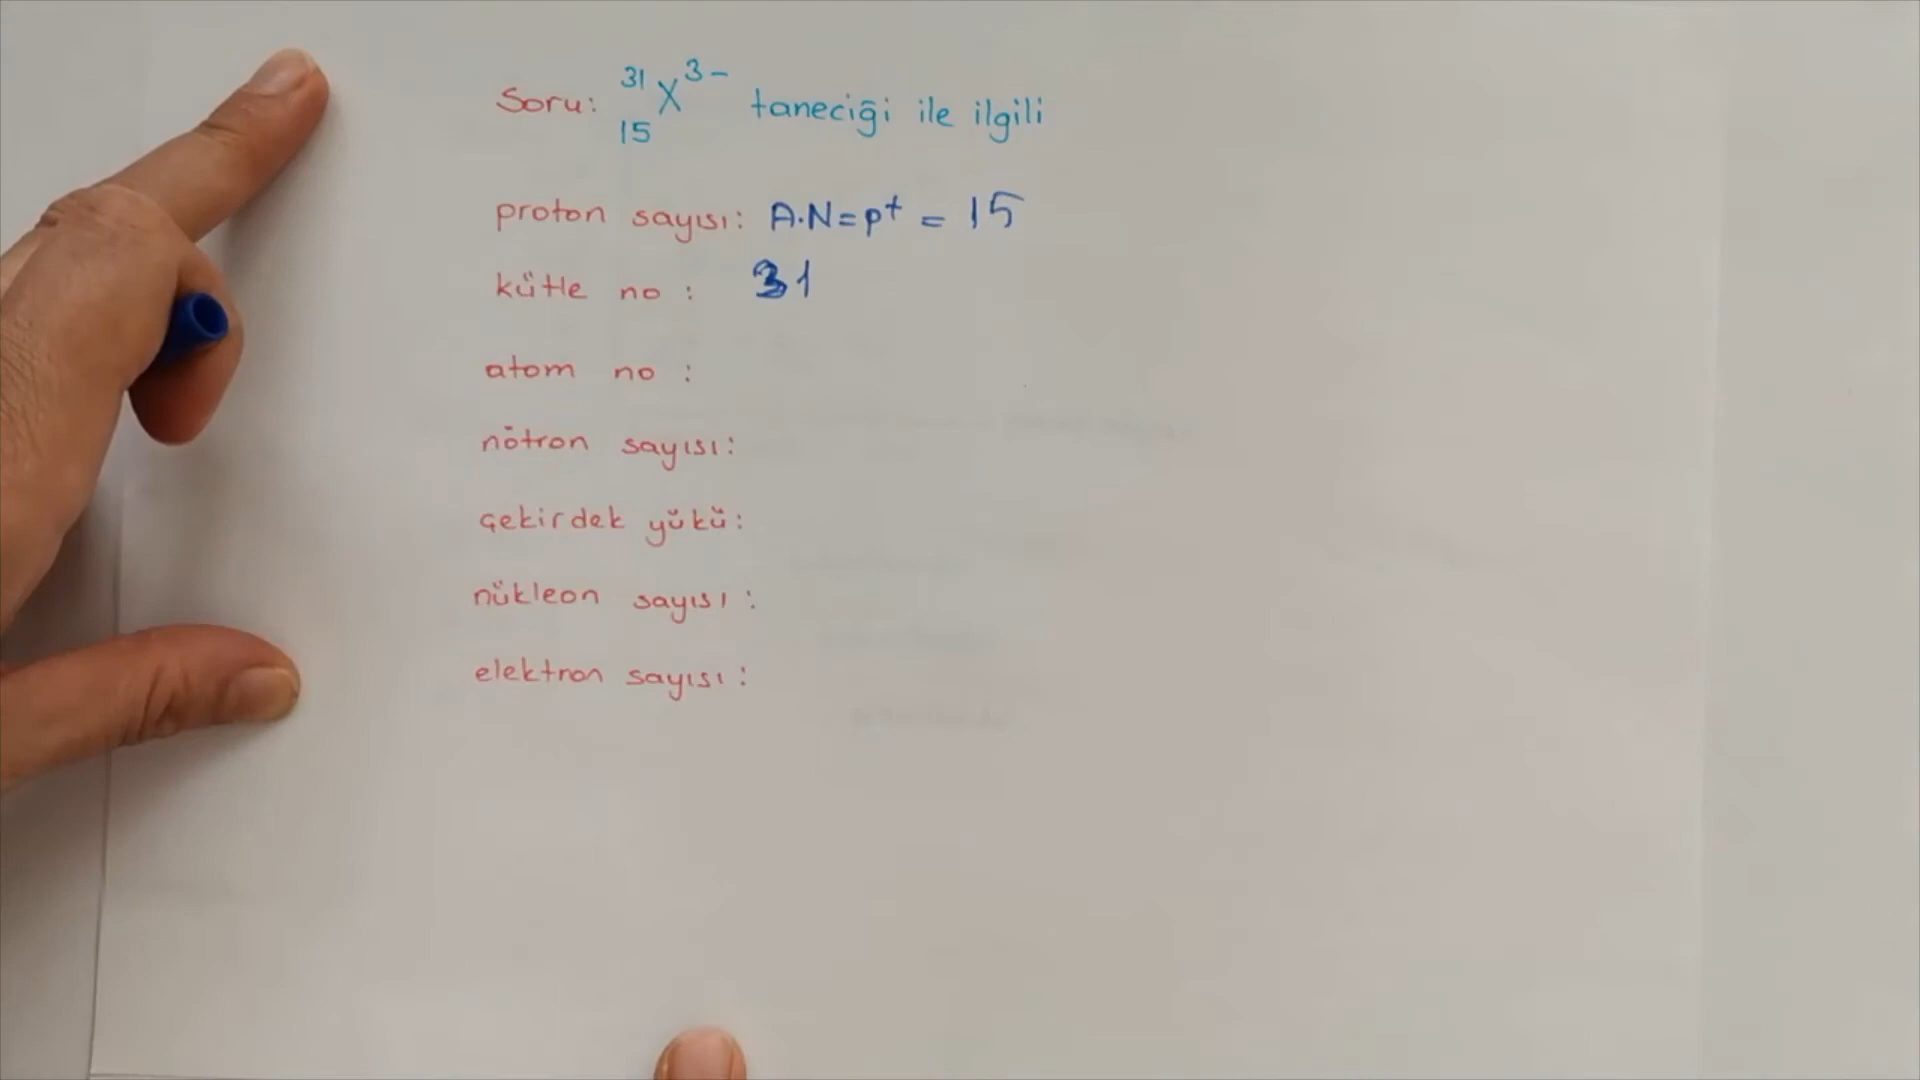 Soru: ³¹₁₅X³⁻ taneciği ile ilgili
proton sayısı: A.N=p⁺ = 15
kütle no : 31
atom no :
nötron sayısı:
çekirdek yükü:
nükleon sayısı :
elektron sayısı :